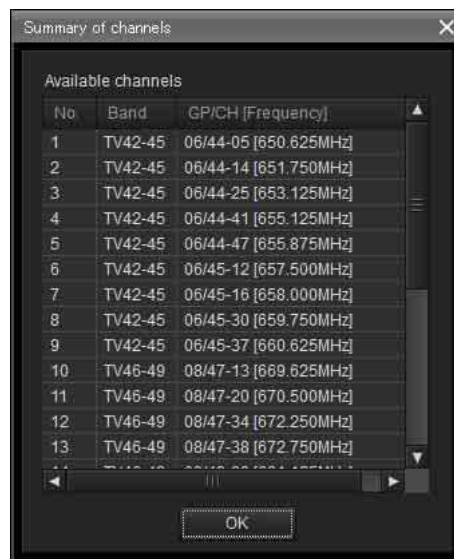 Summary of channels
Available channels
No Band GP/CH [Frequency]
1 TV42-45 06/44-05 [650.625MHz]
2 TV42-45 06/44-14 [651.750MHz]
3 TV42-45 06/44-25 [653.125MHz]
4 TV42-45 06/44-41 [655.125MHz]
5 TV42-45 06/44-47 [655.875MHz]
6 TV42-45 06/45-12 [657.500MHz]
7 TV42-45 06/45-16 [658.000MHz]
8 TV42-45 06/45-30 [659.750MHz]
9 TV42-45 06/45-37 [660.625MHz]
10 TV46-49 08/47-13 [669.625MHz]
11 TV46-49 08/47-20 [670.500MHz]
12 TV46-49 08/47-34 [672.250MHz]
13 TV46-49 08/47-38 [672.750MHz]
OK